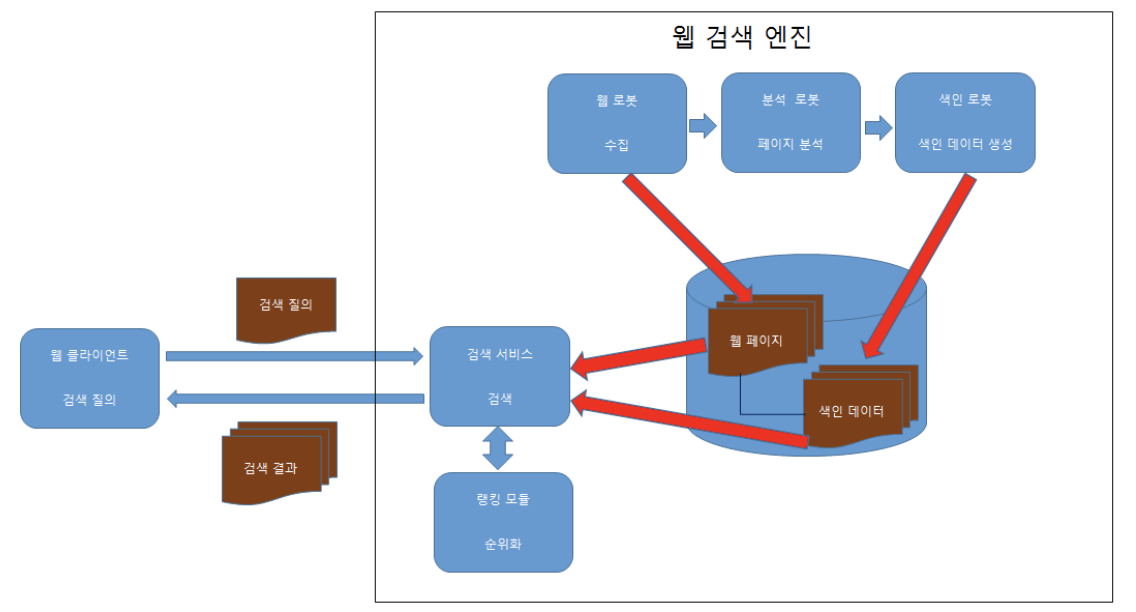 웹 검색 엔진
웹 로봇
수집
분석 로봇
페이지 분석
색인 로봇
색인 데이터 생성
검색 질의
웹 클라이언트
검색 질의
검색 결과
검색 서비스
검색
랭킹 모듈
순위화
웹 페이지
색인 데이터